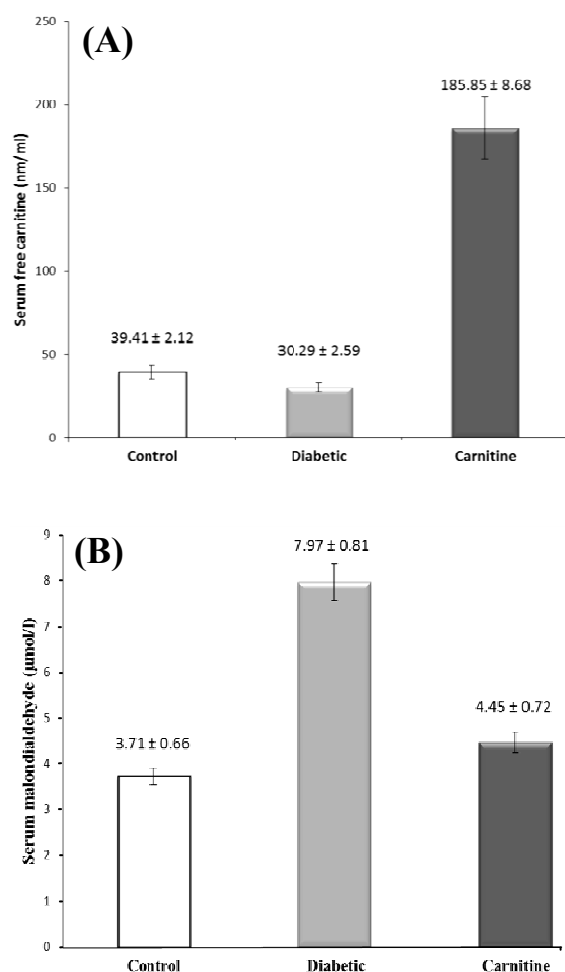 (A)
Serum free carnitine (nm/ml)
250
200
150
100
50
0
39.41 ± 2.12
30.29 ± 2.59
185.85 ± 8.68
Control Diabetic Carnitine
(B)
Serum malondialdehyde (µmol/l)
9
8
7
6
5
4
3
2
1
0
3.71 ± 0.66
7.97 ± 0.81
4.45 ± 0.72
Control Diabetic Carnitine